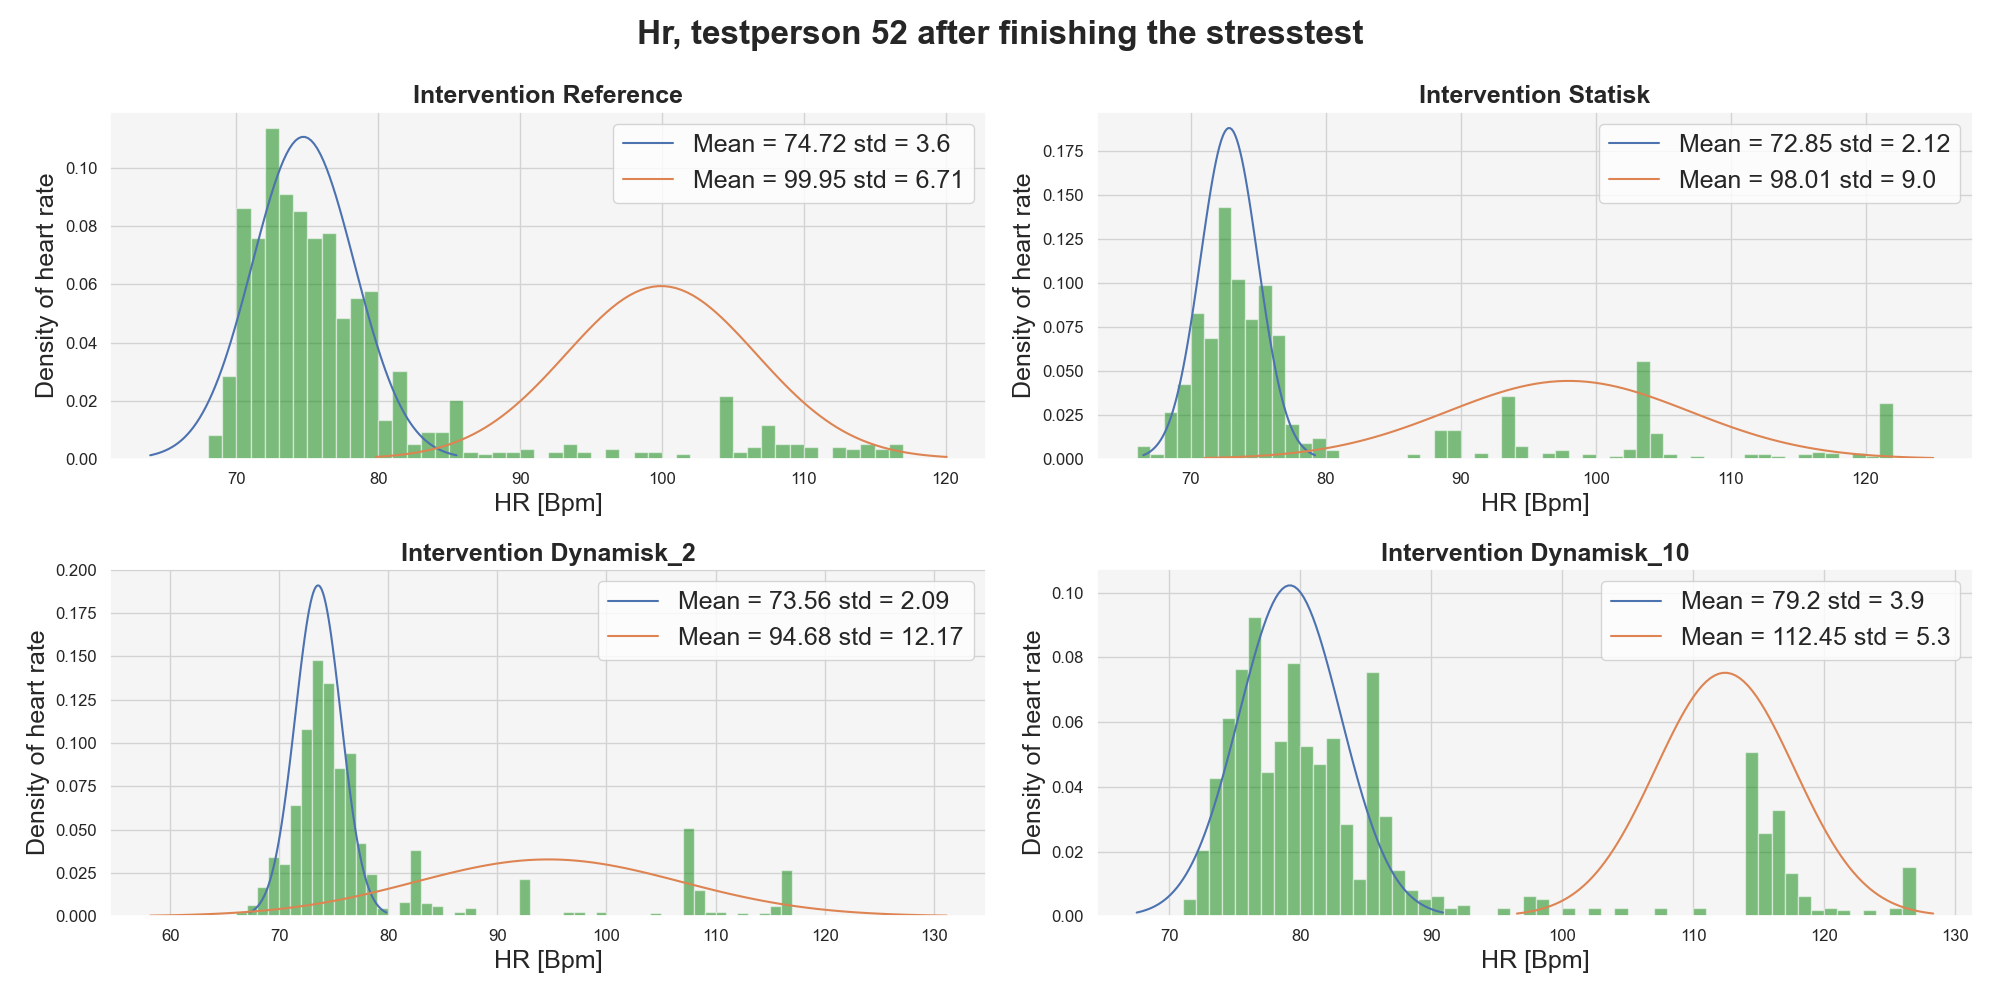 Hr, testperson 52 after finishing the stresstest
Intervention Reference
Mean = 74.72 std = 3.6
Mean = 99.95 std = 6.71
Density of heart rate
0.10
0.08
0.06
0.04
0.02
0.00
70 80 90 100 110 120
HR [Bpm]
Intervention Statisk
Mean = 72.85 std = 2.12
Mean = 98.01 std = 9.0
Density of heart rate
0.175
0.150
0.125
0.100
0.075
0.050
0.025
0.000
70 80 90 100 110 120
HR [Bpm]
Intervention Dynamisk_2
Mean = 73.56 std = 2.09
Mean = 94.68 std = 12.17
Density of heart rate
0.200
0.175
0.150
0.125
0.100
0.075
0.050
0.025
0.000
60 70 80 90 100 110 120 130
HR [Bpm]
Intervention Dynamisk_10
Mean = 79.2 std = 3.9
Mean = 112.45 std = 5.3
Density of heart rate
0.10
0.08
0.06
0.04
0.02
0.00
70 80 90 100 110 120 130
HR [Bpm]